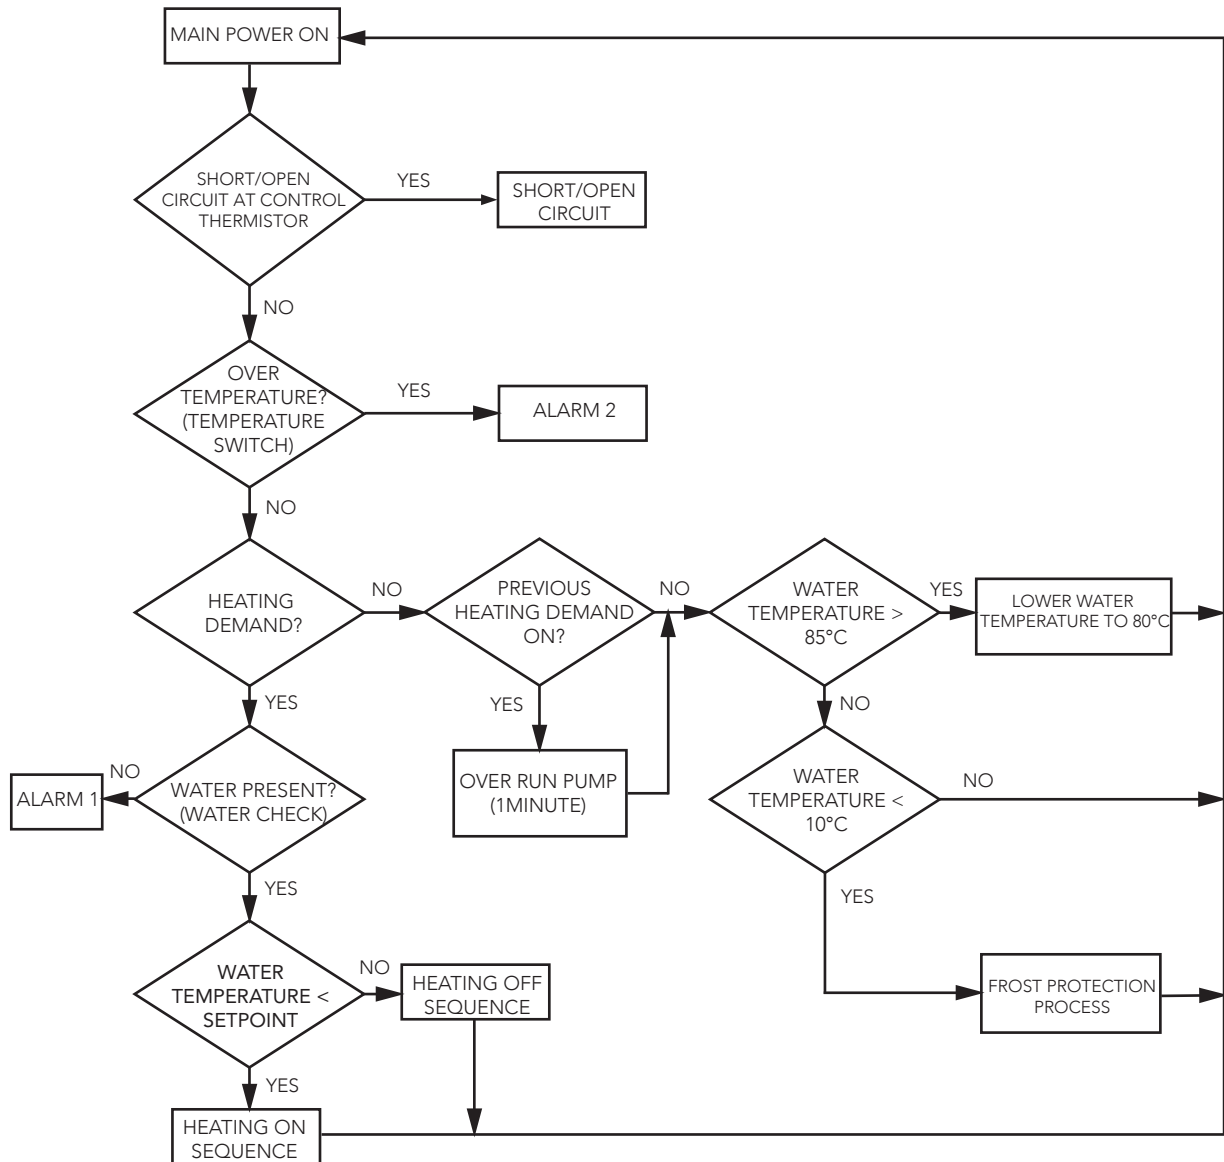 MAIN POWER ON
SHORT/OPEN
CIRCUIT AT CONTROL
THERMISTOR
YES
SHORT/OPEN
CIRCUIT
NO
OVER
TEMPERATURE?
(TEMPERATURE
SWITCH)
YES
ALARM 2
NO
HEATING
DEMAND?
NO
PREVIOUS
HEATING DEMAND
ON?
NO
WATER
TEMPERATURE >
85°C
YES
LOWER WATER
TEMPERATURE TO 80°C
YES
YES
NO
WATER PRESENT?
(WATER CHECK)
NO
ALARM 1
OVER RUN PUMP
(1MINUTE)
WATER
TEMPERATURE <
10°C
NO
YES
YES
WATER
TEMPERATURE <
SETPOINT
NO
HEATING OFF
SEQUENCE
FROST PROTECTION
PROCESS
YES
HEATING ON
SEQUENCE